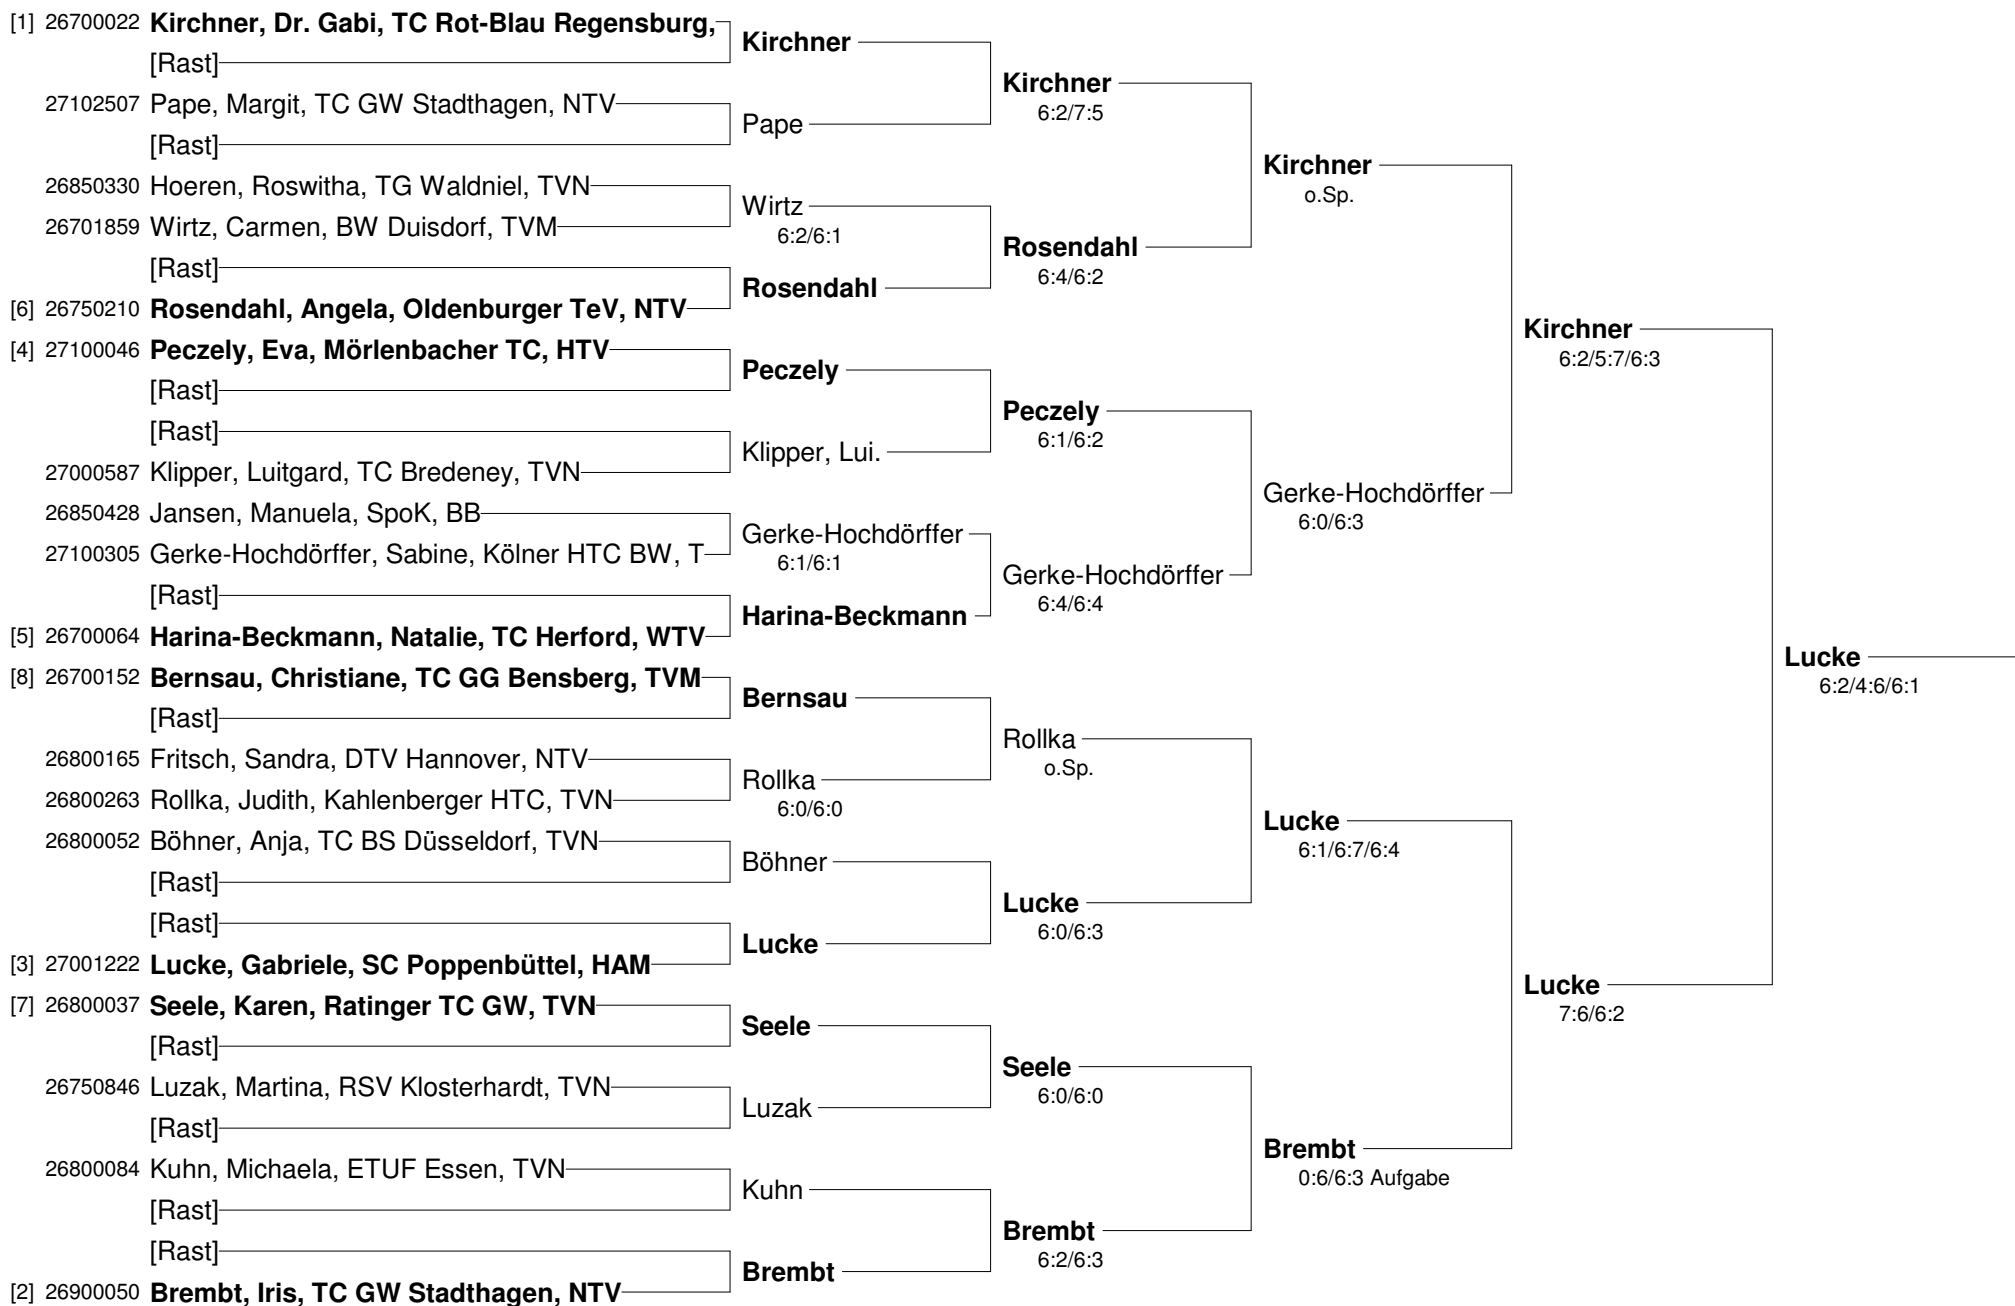 [1] 26700022 Kirchner, Dr. Gabi, TC Rot-Blau Regensburg,
[Rast]
27102507 Pape, Margit, TC GW Stadthagen, NTV
[Rast]
26850330 Hoeren, Roswitha, TG Waldniel, TVN
26701859 Wirtz, Carmen, BW Duisdorf, TVM
[Rast]
[6] 26750210 Rosendahl, Angela, Oldenburger TeV, NTV
[4] 27100046 Peczely, Eva, Mörlenbacher TC, HTV
[Rast]
[Rast]
27000587 Klipper, Luitgard, TC Bredeney, TVN
26850428 Jansen, Manuela, SpoK, BB
27100305 Gerke-Hochdörffer, Sabine, Kölner HTC BW, T
[Rast]
[5] 26700064 Harina-Beckmann, Natalie, TC Herford, WTV
[8] 26700152 Bernsau, Christiane, TC GG Bensberg, TVM
[Rast]
26800165 Fritsch, Sandra, DTV Hannover, NTV
26800263 Rollka, Judith, Kahlenberger HTC, TVN
26800052 Böhner, Anja, TC BS Düsseldorf, TVN
[Rast]
[Rast]
[3] 27001222 Lucke, Gabriele, SC Poppenbüttel, HAM
[7] 26800037 Seele, Karen, Ratinger TC GW, TVN
[Rast]
26750846 Luzak, Martina, RSV Klosterhardt, TVN
[Rast]
26800084 Kuhn, Michaela, ETUF Essen, TVN
[Rast]
[Rast]
[2] 26900050 Brembt, Iris, TC GW Stadthagen, NTV
Kirchner
Pape
Wirtz
6:2/6:1
Rosendahl
Peczely
Klipper, Lui.
Gerke-Hochdörffer
6:1/6:1
Harina-Beckmann
Bernsau
Rollka
6:0/6:0
Böhner
Lucke
Seele
Luzak
Kuhn
Brembt
Kirchner
6:2/7:5
Rosendahl
6:4/6:2
Peczely
6:1/6:2
Gerke-Hochdörffer
6:4/6:4
Rollka
o.Sp.
Lucke
6:0/6:3
Seele
6:0/6:0
Brembt
6:2/6:3
Kirchner
o.Sp.
Gerke-Hochdörffer
6:0/6:3
Lucke
6:1/6:7/6:4
Brembt
0:6/6:3 Aufgabe
Kirchner
6:2/5:7/6:3
Lucke
7:6/6:2
Lucke
6:2/4:6/6:1